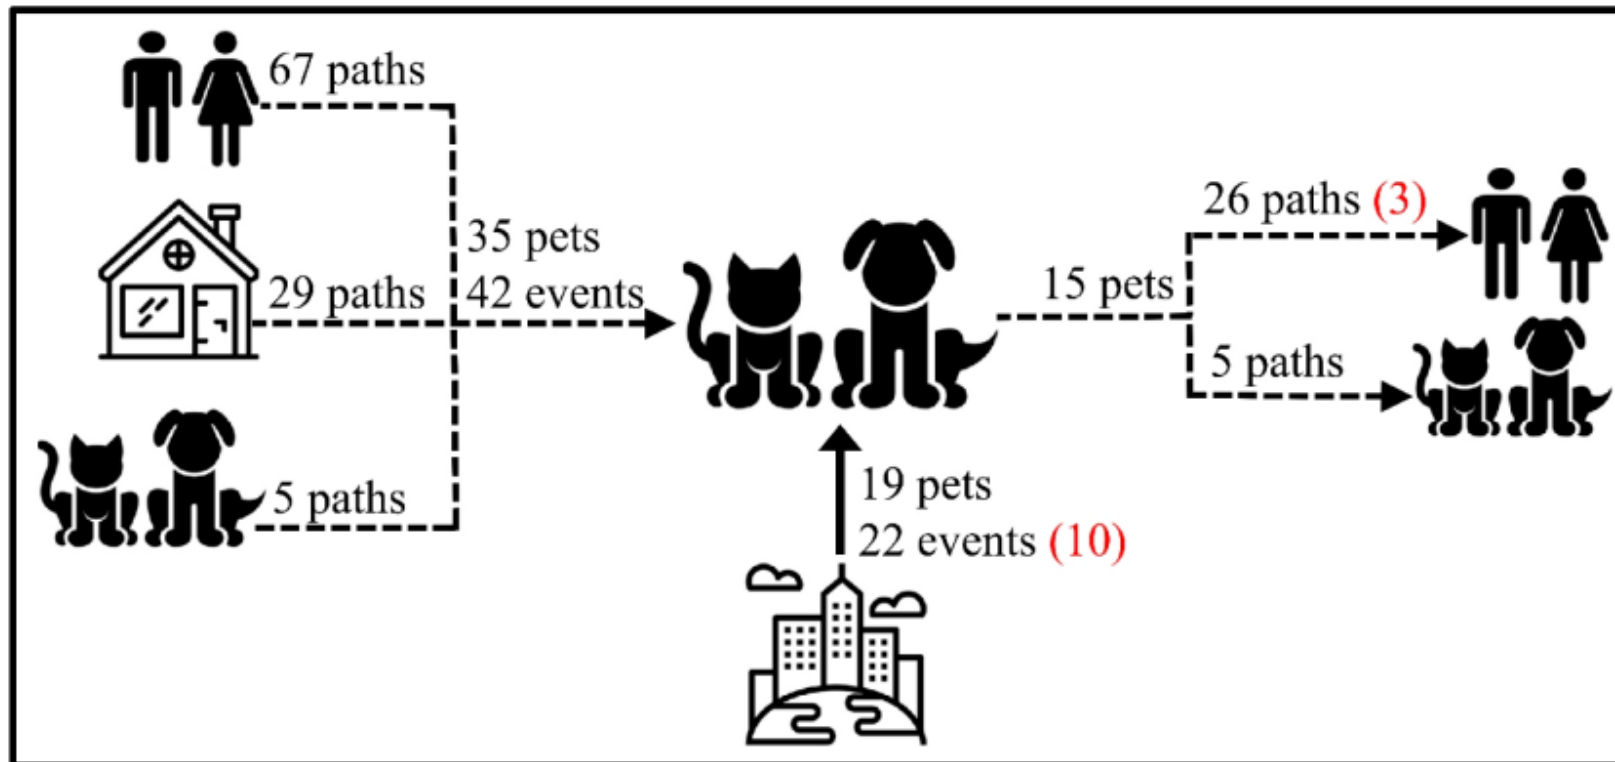 67 paths
29 paths
5 paths
35 pets
42 events
19 pets
22 events (10)
15 pets
26 paths (3)
5 paths